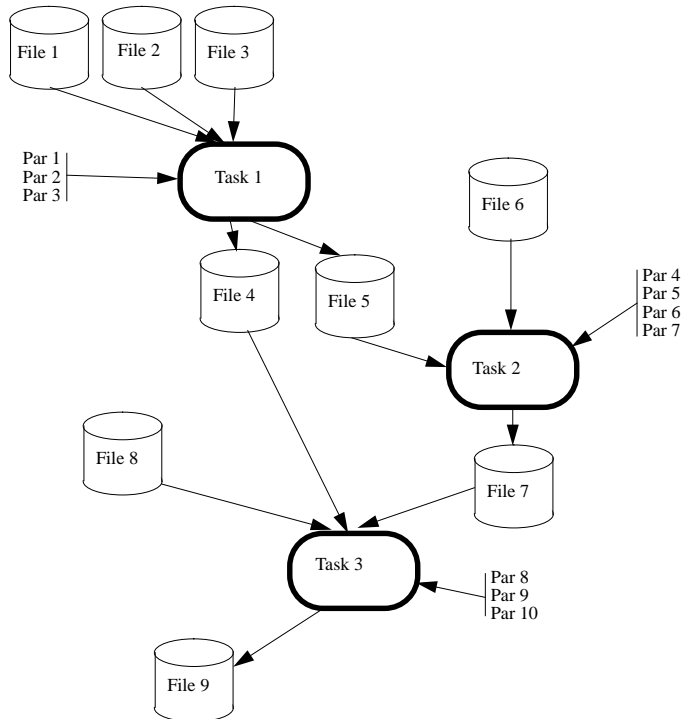 File 1
File 2
File 3
Par 1
Par 2
Par 3
Task 1
File 6
File 4
File 5
Par 4
Par 5
Par 6
Par 7
Task 2
File 8
File 7
Task 3
Par 8
Par 9
Par 10
File 9